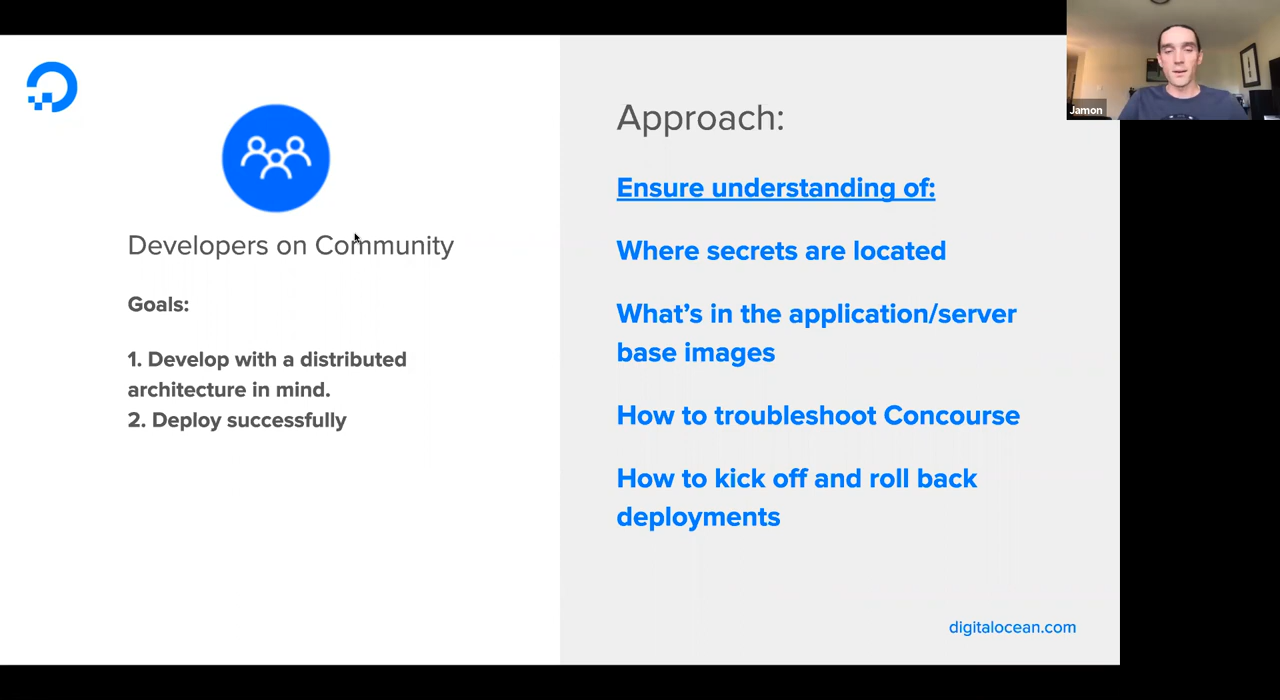 Jamon
Developers on Community
Goals:
1. Develop with a distributed
architecture in mind.
2. Deploy successfully
Approach:
Ensure understanding of:
Where secrets are located
What’s in the application/server
base images
How to troubleshoot Concourse
How to kick off and roll back
deployments
digitalocean.com